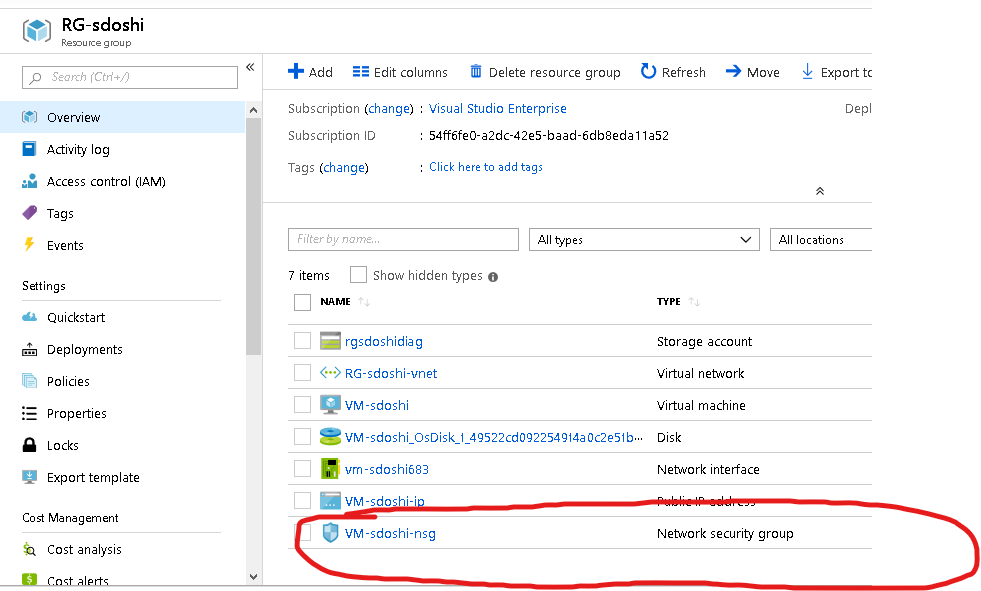 RG-sdoshi
Resource group
Search (Ctrl+/)
«
Overview
Activity log
Access control (IAM)
Tags
Events
Settings
Quickstart
Deployments
Policies
Properties
Locks
Export template
Cost Management
Cost analysis
Cost alerts
Add Edit columns Delete resource group Refresh Move Export to
Subscription (change) : Visual Studio Enterprise Depl
Subscription ID : 54ff6fe0-a2dc-42e5-baad-6db8eda11a52
Tags (change) : Click here to add tags
Filter by name... All types All locations
7 items Show hidden types
NAME TYPE
rgsdoshidiag Storage account
RG-sdoshi-vnet Virtual network
VM-sdoshi Virtual machine
VM-sdoshi_OsDisk_1_49522cd092254914a0c2e51b... Disk
vm-sdoshi683 Network interface
VM-sdoshi-ip Public IP address
VM-sdoshi-nsg Network security group